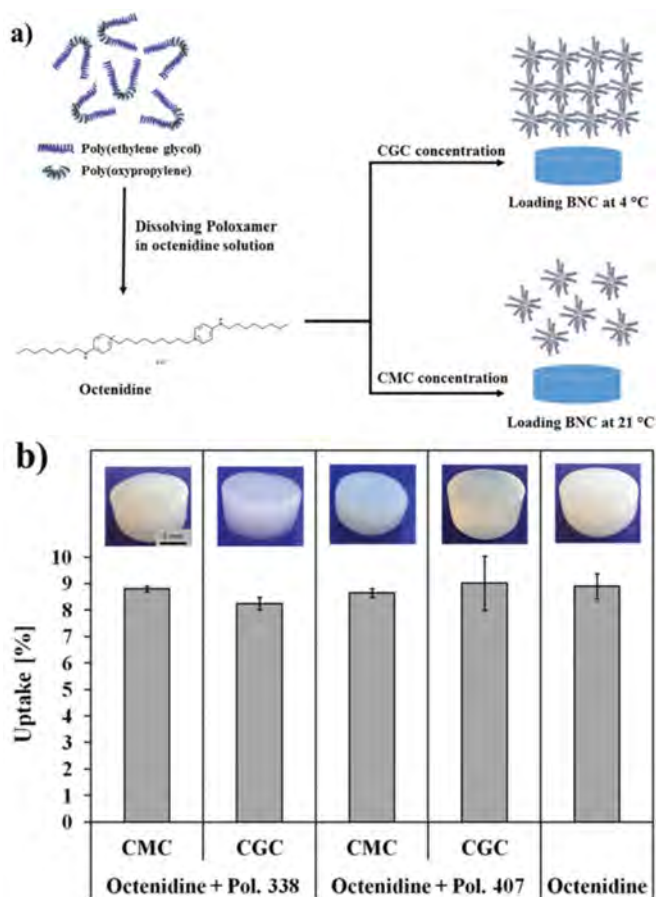 a)
Poly(ethylene glycol)
Poly(oxypropylene)
Dissolving Poloxamer
in octenidine solution
Octenidine
CGC concentration
Loading BNC at 4 °C
CMC concentration
Loading BNC at 21 °C
b)
Uptake [%]
10
9
8
7
6
5
4
3
2
1
0
CMC
CGC
CMC
CGC
Octenidine + Pol. 338
Octenidine + Pol. 407
Octenidine